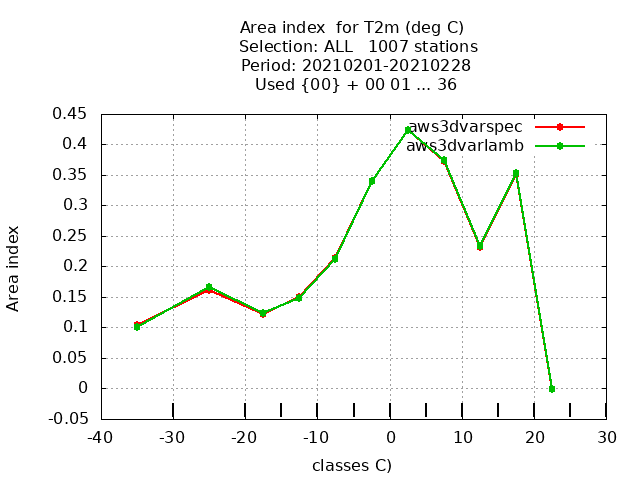 Area index  for T2m (deg C)
Selection: ALL   1007 stations
Period: 20210201-20210228
Used {00} + 00 01 ... 36
aws3dvarspec
aws3dvarlamb
0.45
0.4
0.35
0.3
0.25
0.2
0.15
0.1
0.05
0
-0.05
Area index
-40 -30 -20 -10 0 10 20 30
classes C)